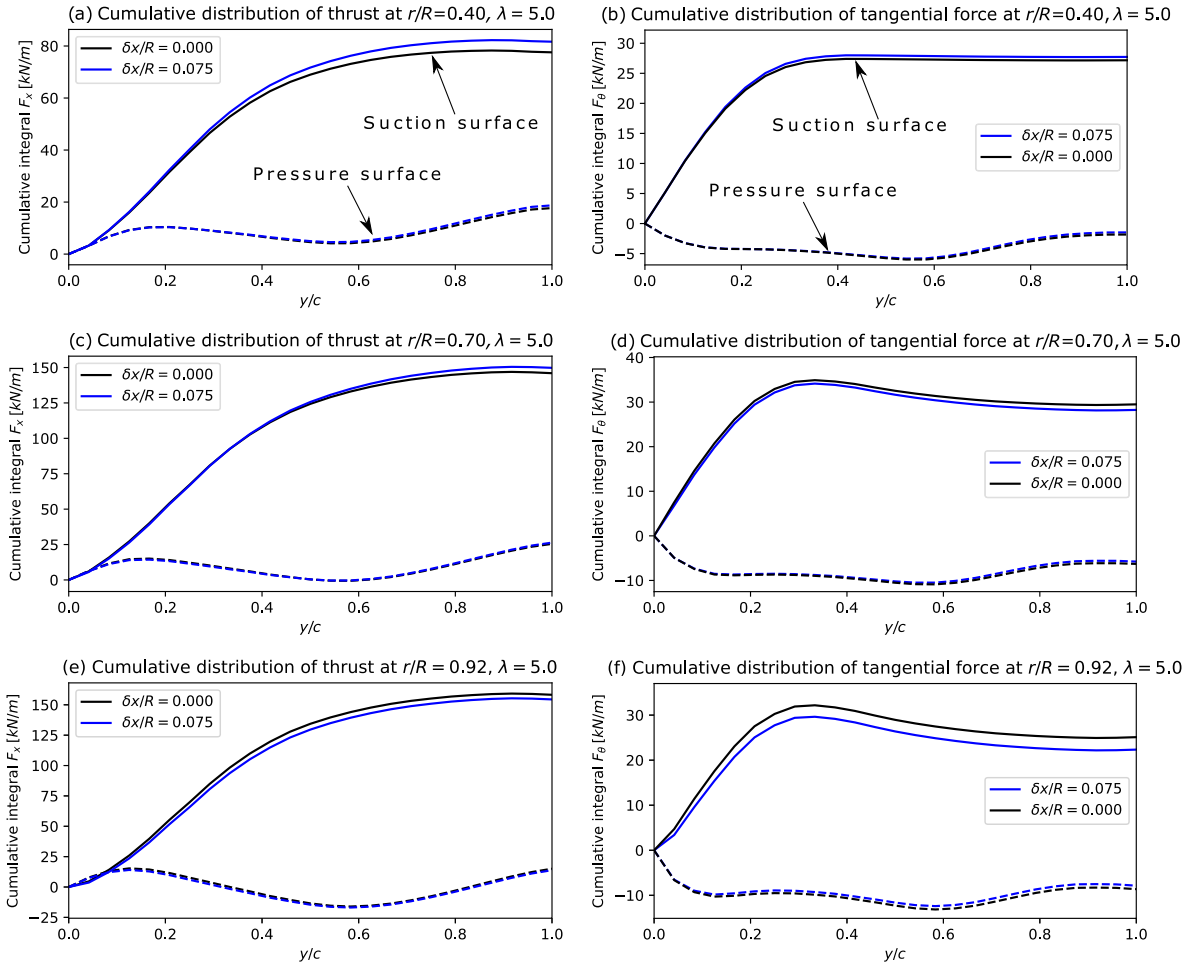 (a) Cumulative distribution of thrust at r/R=0.40, λ = 5.0
Cumulative integral F_x [kN/m]
80
60
40
20
0
δx/R = 0.000
δx/R = 0.075
Suction surface
Pressure surface
0.0 0.2 0.4 0.6 0.8 1.0
y/c
(b) Cumulative distribution of tangential force at r/R=0.40, λ = 5.0
Cumulative integral F_θ [kN/m]
30
25
20
15
10
5
0
−5
Suction surface
δx/R = 0.075
δx/R = 0.000
Pressure surface
0.0 0.2 0.4 0.6 0.8 1.0
y/c
(c) Cumulative distribution of thrust at r/R=0.70, λ = 5.0
Cumulative integral F_x [kN/m]
150
125
100
75
50
25
0
δx/R = 0.000
δx/R = 0.075
0.0 0.2 0.4 0.6 0.8 1.0
y/c
(d) Cumulative distribution of tangential force at r/R=0.70, λ = 5.0
Cumulative integral F_θ [kN/m]
40
30
20
10
0
−10
δx/R = 0.075
δx/R = 0.000
0.0 0.2 0.4 0.6 0.8 1.0
y/c
(e) Cumulative distribution of thrust at r/R = 0.92, λ = 5.0
Cumulative integral F_x [kN/m]
150
125
100
75
50
25
0
−25
δx/R = 0.000
δx/R = 0.075
0.0 0.2 0.4 0.6 0.8 1.0
y/c
(f) Cumulative distribution of tangential force at r/R = 0.92, λ = 5.0
Cumulative integral F_θ [kN/m]
30
20
10
0
−10
δx/R = 0.075
δx/R = 0.000
0.0 0.2 0.4 0.6 0.8 1.0
y/c